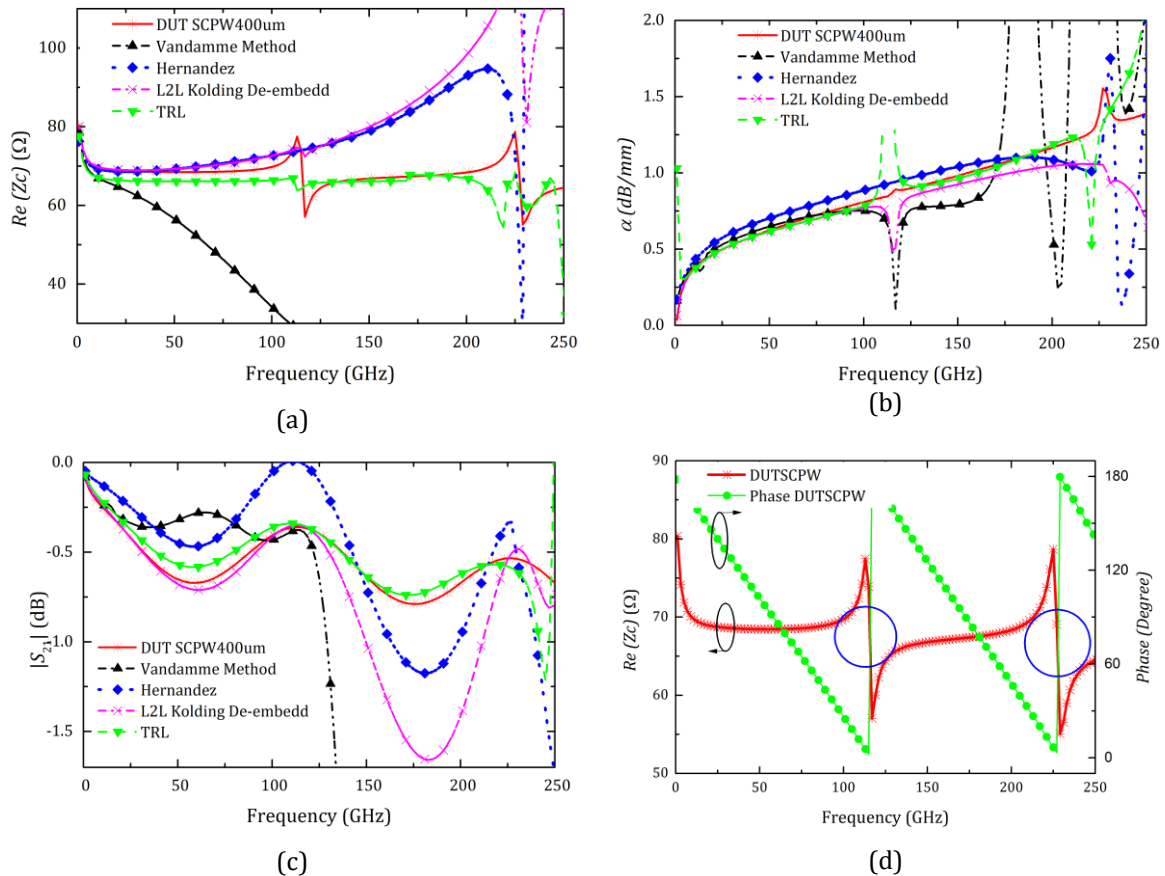 DUT SCPW400um
Vandamme Method
Hernandez
L2L Kolding De-embedd
TRL
Re (Zc) (Ω)
100
80
60
40
0 50 100 150 200 250
Frequency (GHz)
(a)
DUT SCPW400um
Vandamme Method
Hernandez
L2L Kolding De-embedd
TRL
α (dB/mm)
2.0
1.5
1.0
0.5
0.0
0 50 100 150 200 250
Frequency (GHz)
(b)
DUT SCPW400um
Vandamme Method
Hernandez
L2L Kolding De-embedd
TRL
|S21| (dB)
0.0
-0.5
-1.0
-1.5
0 50 100 150 200 250
Frequency (GHz)
(c)
DUTSCPW
Phase DUTSCPW
Re (Zc) (Ω)
90
85
80
75
70
65
60
55
50
0 50 100 150 200 250
Frequency (GHz)
180
120
60
0
Phase (Degree)
(d)